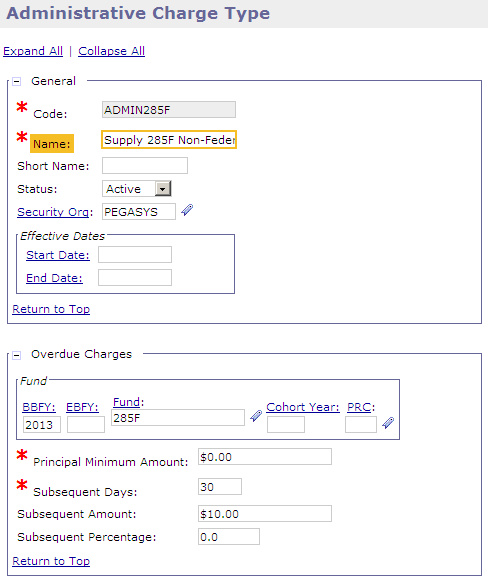 Administrative Charge Type
Expand All | Collapse All
General
* Code: ADMIN285F
* Name: Supply 285F Non-Feder
Short Name:
Status: Active
Security Org: PEGASYS
Effective Dates
Start Date:
End Date:
Return to Top
Overdue Charges
Fund
BBFY: EBFY: Fund: Cohort Year: PRC:
2013 285F
* Principal Minimum Amount: $0.00
* Subsequent Days: 30
Subsequent Amount: $10.00
Subsequent Percentage: 0.0
Return to Top